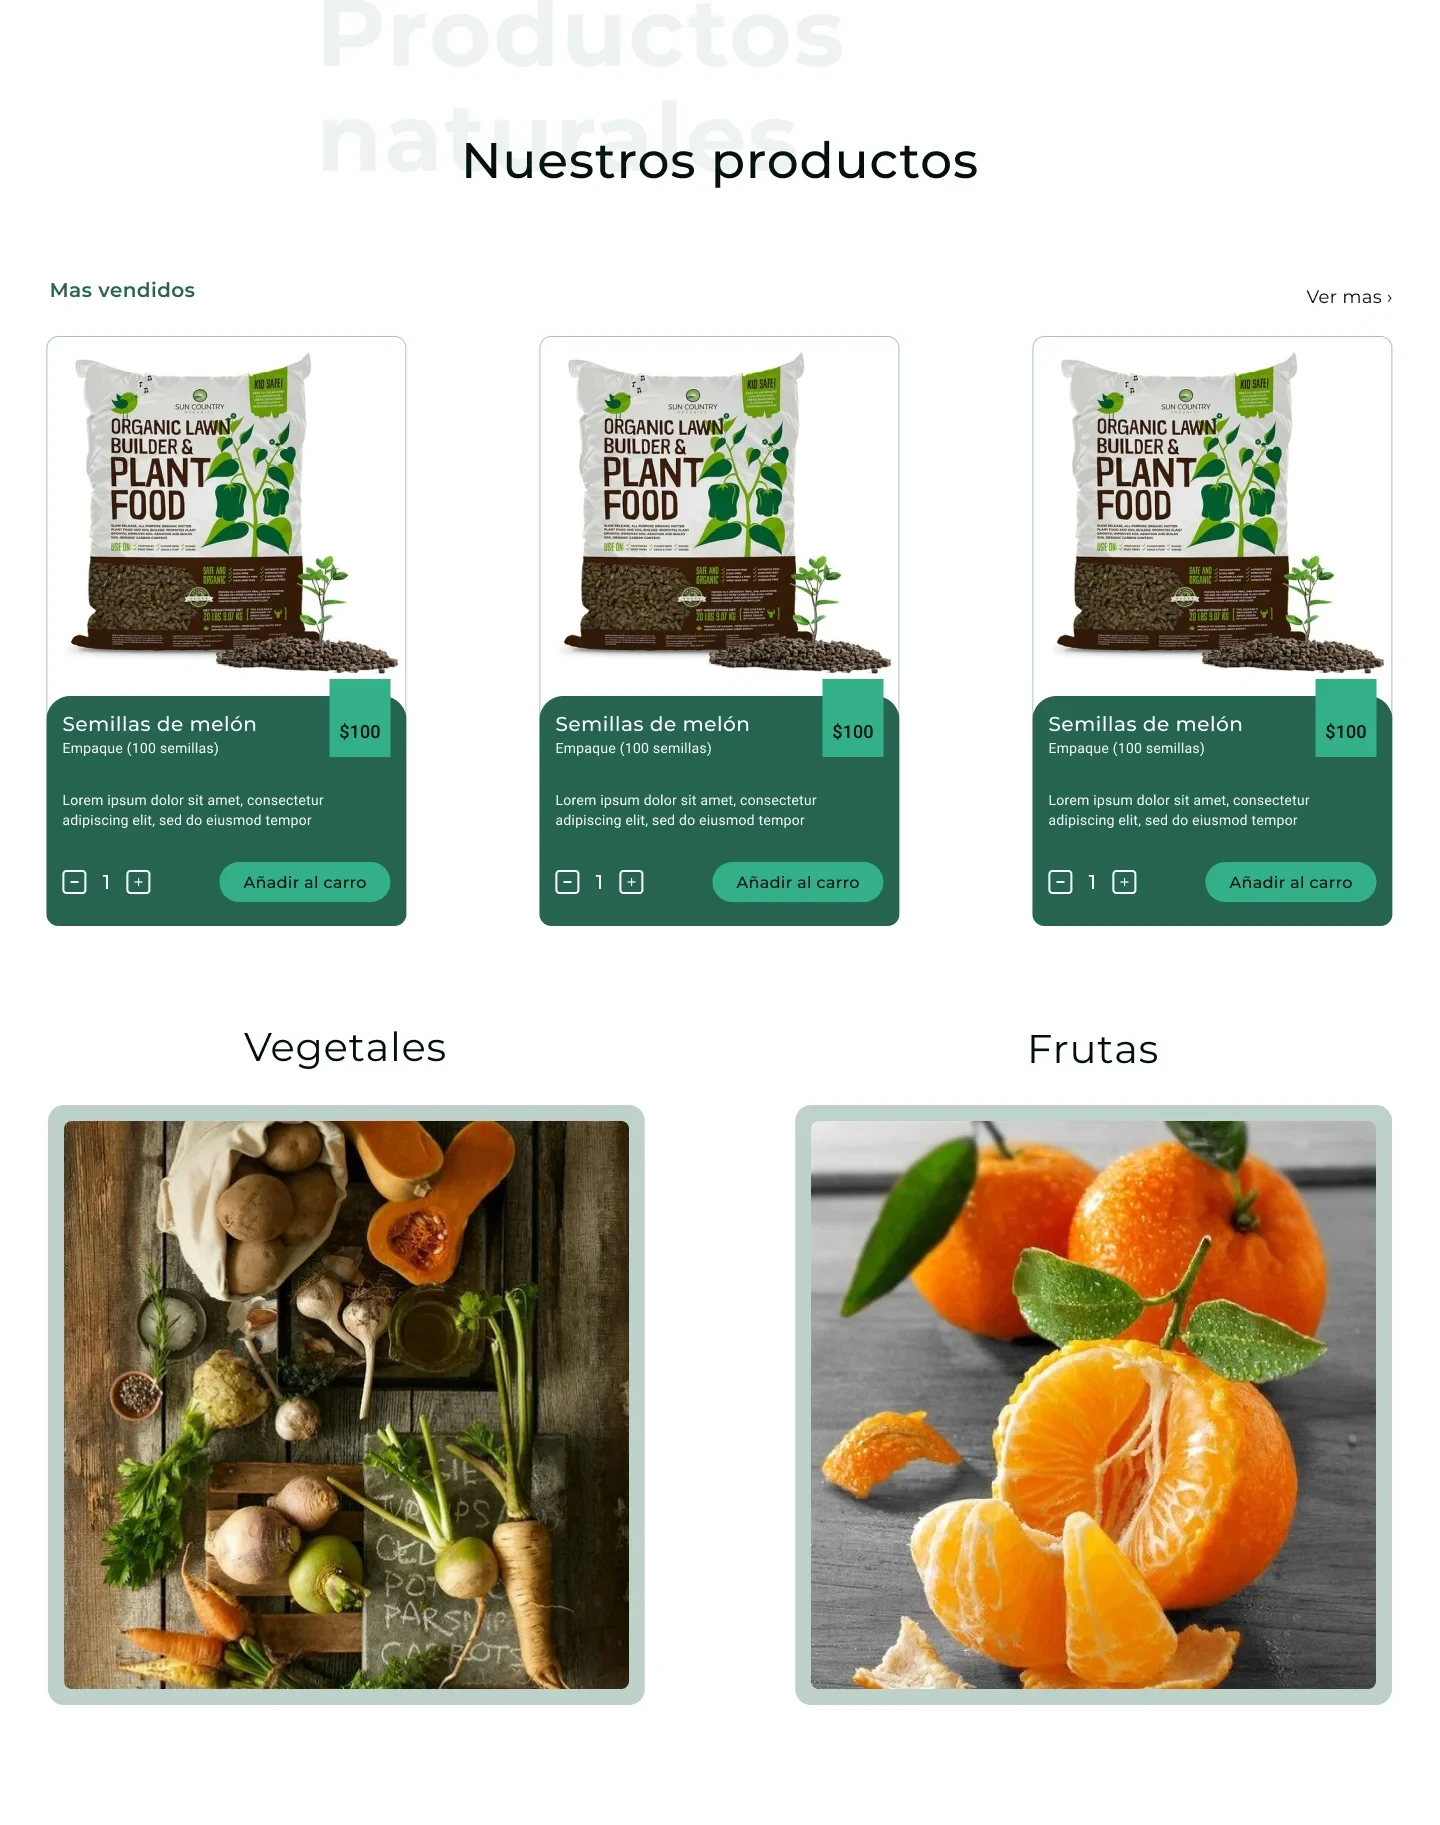 Productos
naturales
Nuestros productos
Mas vendidos
Ver mas ›
KID SAFE!
SUN COUNTRY
ORGANICS
ORGANIC LAWN
BUILDER &
PLANT
FOOD
USE ON:
SAFE AND
ORGANIC
20 LBS 9.07 KG
$100
Semillas de melón
Empaque (100 semillas)
Lorem ipsum dolor sit amet, consectetur
adipiscing elit, sed do eiusmod tempor
1
Añadir al carro
KID SAFE!
SUN COUNTRY
ORGANICS
ORGANIC LAWN
BUILDER &
PLANT
FOOD
USE ON:
SAFE AND
ORGANIC
20 LBS 9.07 KG
$100
Semillas de melón
Empaque (100 semillas)
Lorem ipsum dolor sit amet, consectetur
adipiscing elit, sed do eiusmod tempor
1
Añadir al carro
KID SAFE!
SUN COUNTRY
ORGANICS
ORGANIC LAWN
BUILDER &
PLANT
FOOD
USE ON:
SAFE AND
ORGANIC
20 LBS 9.07 KG
$100
Semillas de melón
Empaque (100 semillas)
Lorem ipsum dolor sit amet, consectetur
adipiscing elit, sed do eiusmod tempor
1
Añadir al carro
Vegetales
Frutas
PARSNIP
CARROTS